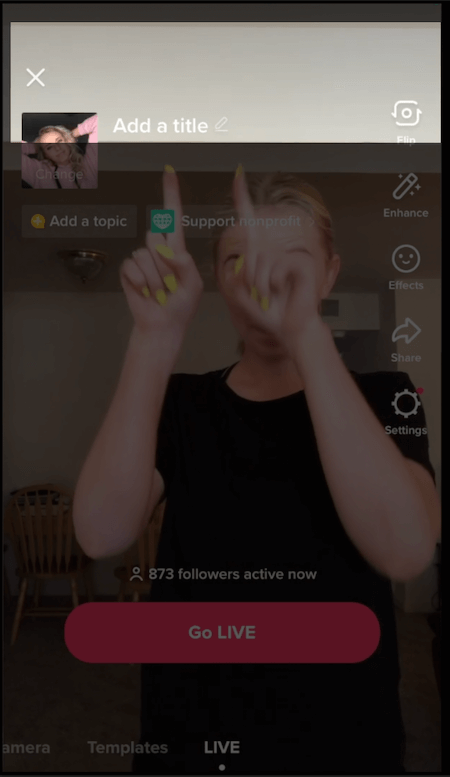 Add a title
Change
Flip
Add a topic
Support nonprofit
Enhance
Effects
Share
Settings
873 followers active now
Go LIVE
amera
Templates
LIVE